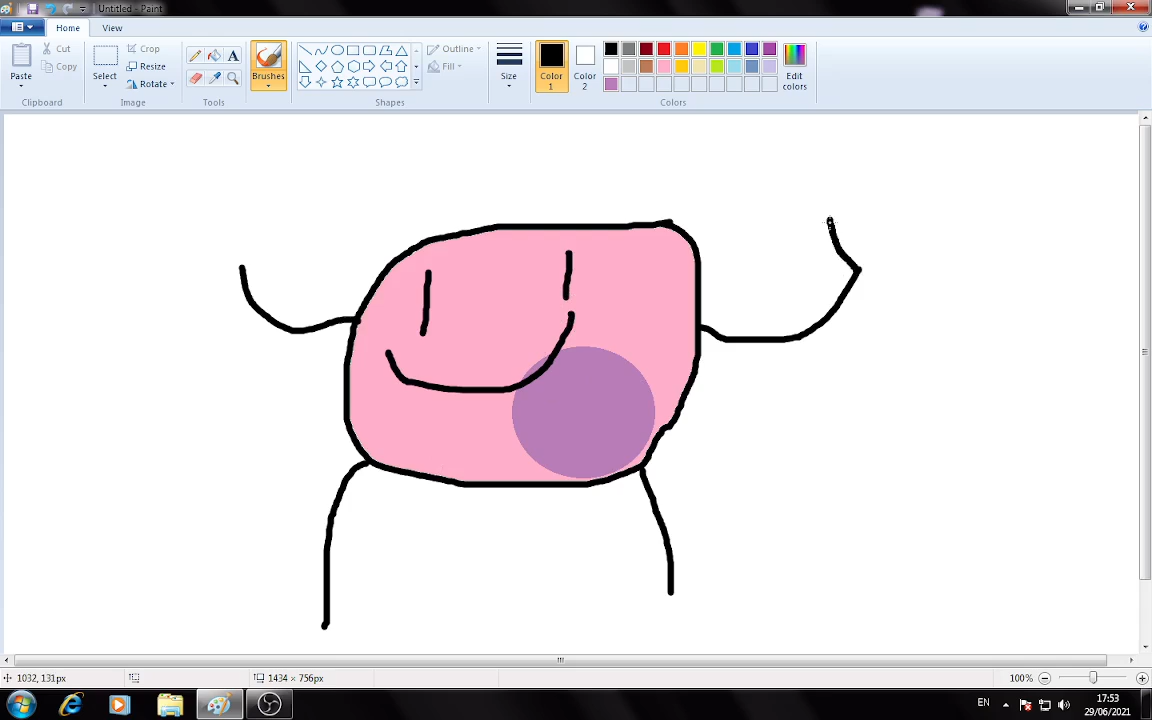 Untitled - Paint
Home View
Paste
Cut
Copy
Clipboard
Select
Crop
Resize
Rotate
Image
Tools
A
Brushes
Outline
Fill
Shapes
Size
Color
1
Color
2
Edit
colors
Colors
1032, 131px
1434 × 756px
100%
EN
17:53
29/06/2021